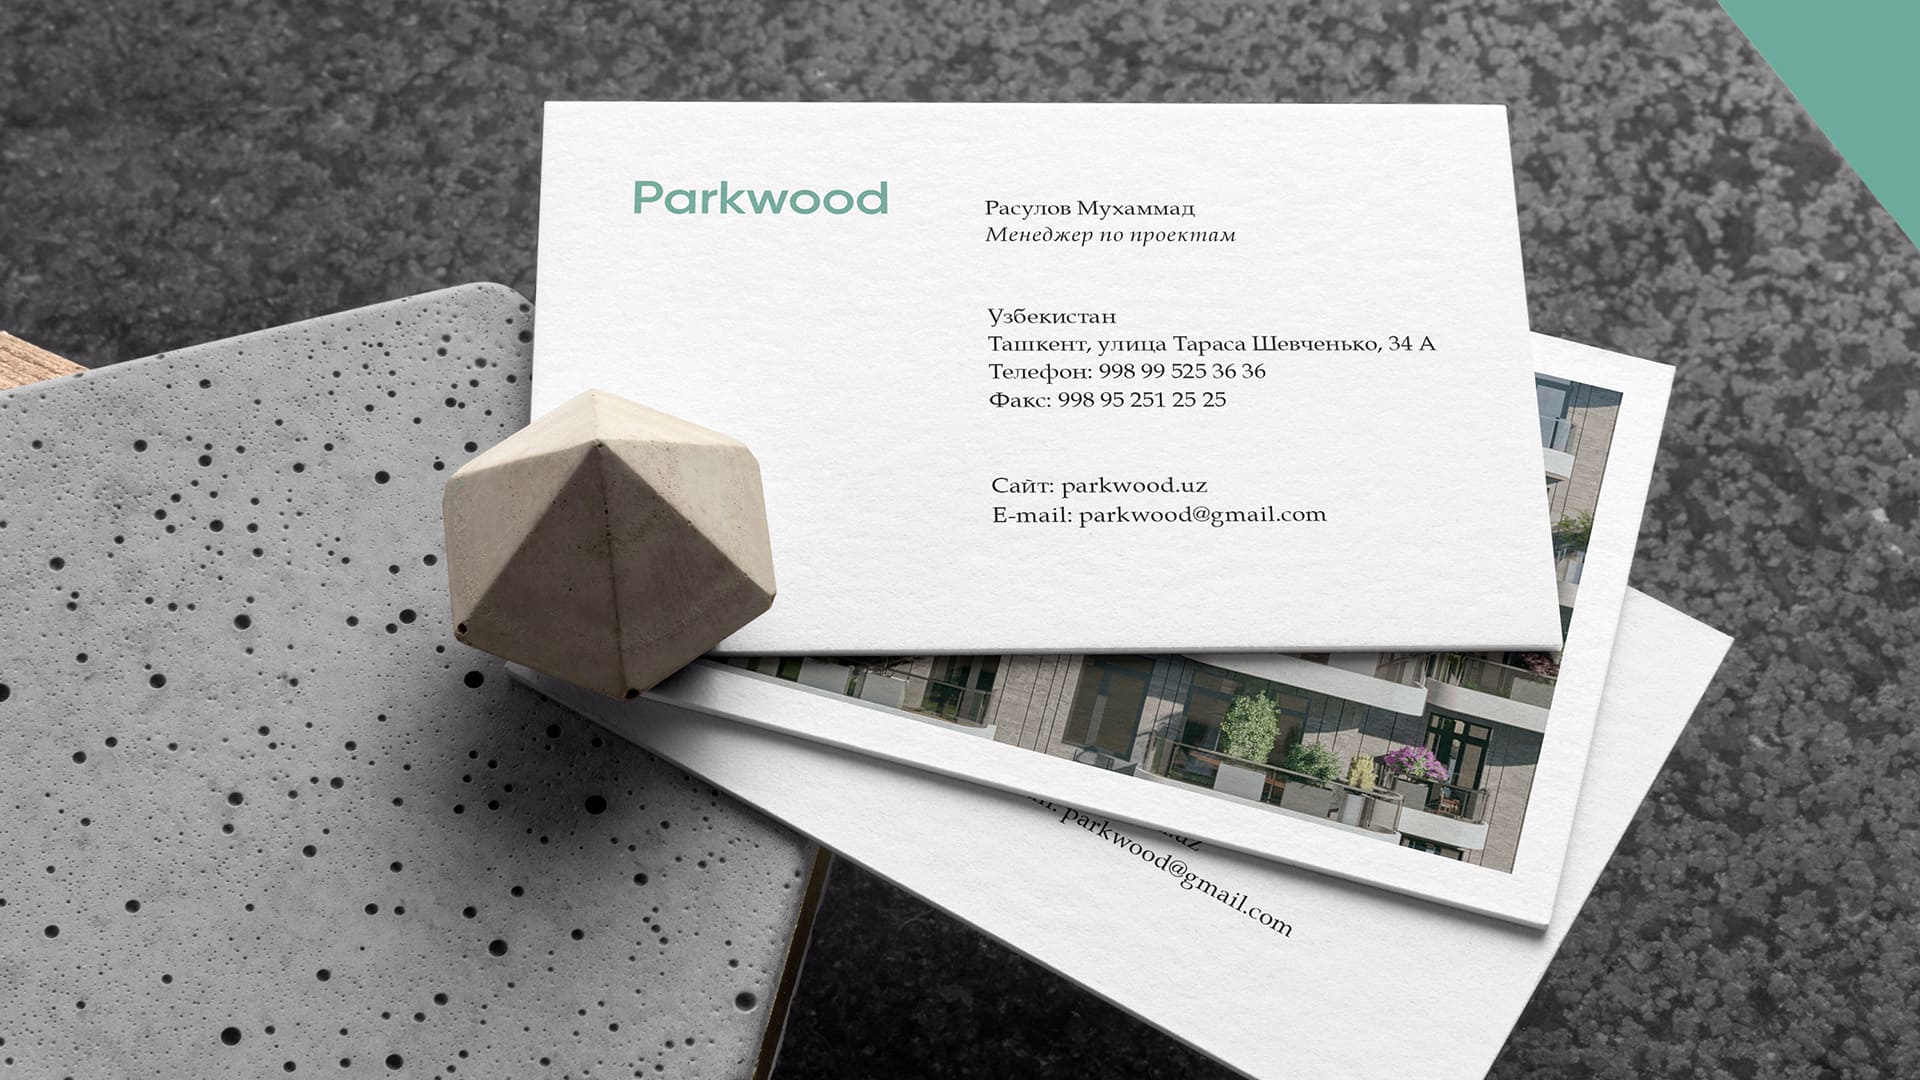 Parkwood
Расулов Мухаммад
Менеджер по проектам
Узбекистан
Ташкент, улица Тараса Шевченько, 34 А
Телефон: 998 99 525 36 36
Факс: 998 95 251 25 25
Сайт: parkwood.uz
E-mail: parkwood@gmail.com
parkwood@gmail.com